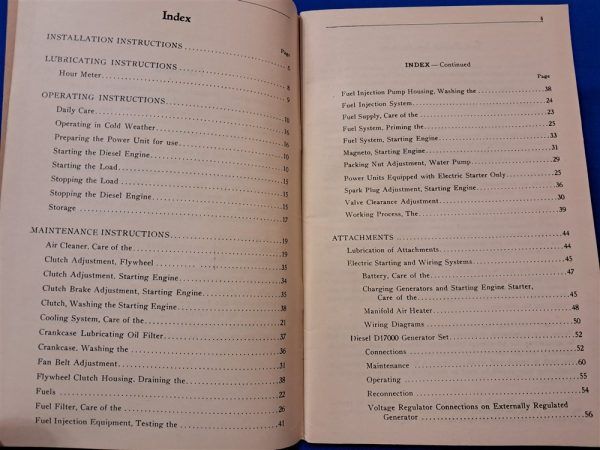 Index
Page
INSTALLATION INSTRUCTIONS 5
LUBRICATING INSTRUCTIONS 8
Hour Meter 9
OPERATING INSTRUCTIONS 10
Daily Care 16
Operating in Cold Weather 16
Preparing the Power Unit for use 10
Starting the Diesel Engine 10
Starting the Load 15
Stopping the Load 15
Stopping the Diesel Engine 15
Storage 17
MAINTENANCE INSTRUCTIONS 19
Air Cleaner, Care of the 19
Clutch Adjustment, Flywheel 35
Clutch Adjustment, Starting Engine 34
Clutch Brake Adjustment, Starting Engine 35
Clutch, Washing the Starting Engine 38
Cooling System, Care of the 21
Crankcase Lubricating Oil Filter 37
Crankcase, Washing the 36
Fan Belt Adjustment 31
Flywheel Clutch Housing, Draining the 38
Fuels 22
Fuel Filter, Care of the 26
Fuel Injection Equipment, Testing the 41
4
INDEX — Continued
Page
Fuel Injection Pump Housing, Washing the 38
Fuel Injection System 24
Fuel Supply, Care of the 23
Fuel System, Priming the 25
Fuel System, Starting Engine 33
Magneto, Starting Engine 31
Packing Nut Adjustment, Water Pump 29
Power Units Equipped with Electric Starter Only 25
Spark Plug Adjustment, Starting Engine 36
Valve Clearance Adjustment 30
Working Process, The 39
ATTACHMENTS 44
Lubrication of Attachments 44
Electric Starting and Wiring Systems 45
Battery, Care of the 47
Charging Generators and Starting Engine Starter,
Care of the 45
Manifold Air Heater 48
Wiring Diagrams 50
Diesel D17000 Generator Set 52
Connections 52
Maintenance 60
Operating 55
Reconnection 54
Voltage Regulator Connections on Externally Regulated
Generator 56